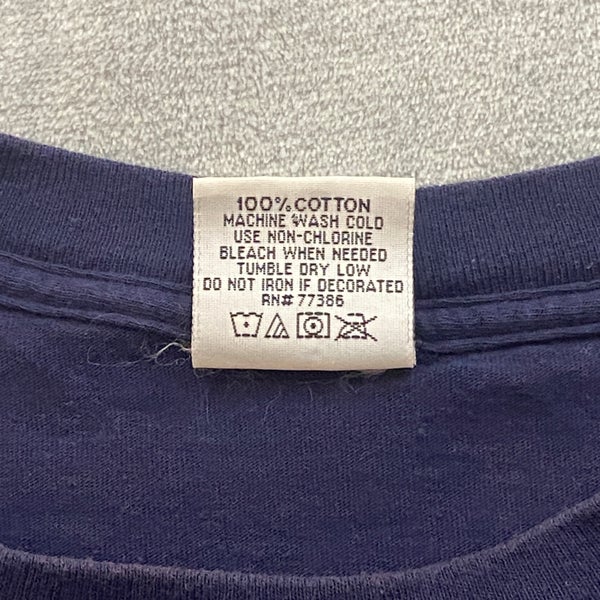 100% COTTON
MACHINE WASH COLD
USE NON-CHLORINE
BLEACH WHEN NEEDED
TUMBLE DRY LOW
DO NOT IRON IF DECORATED
RN# 77386